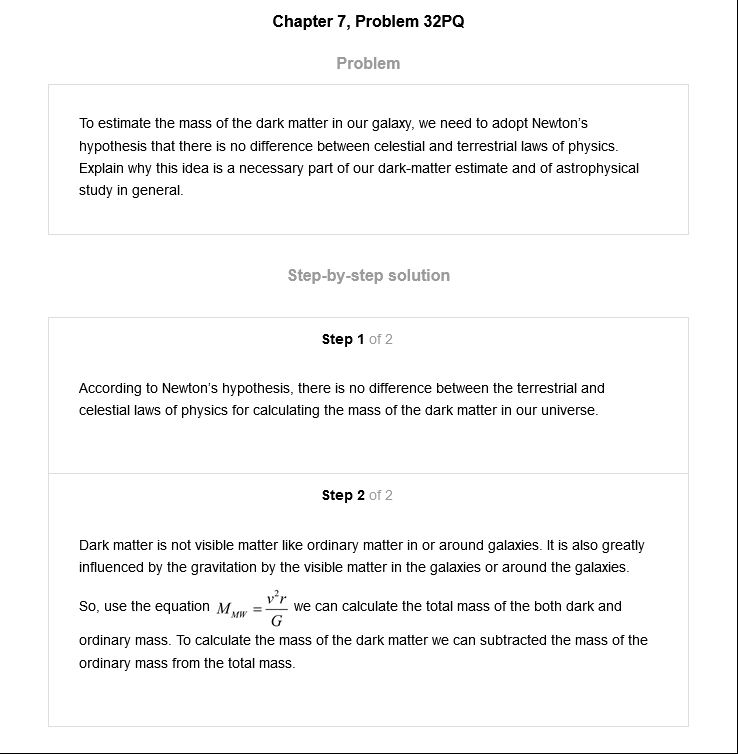 Chapter 7, Problem 32PQ
Problem
To estimate the mass of the dark matter in our galaxy, we need to adopt Newton's
hypothesis that there is no difference between celestial and terrestrial laws of physics.
Explain why this idea is a necessary part of our dark-matter estimate and of astrophysical
study in general.
Step-by-step solution
Step 1 of 2
According to Newton's hypothesis, there is no difference between the terrestrial and
celestial laws of physics for calculating the mass of the dark matter in our universe.
Step 2 of 2
Dark matter is not visible matter like ordinary matter in or around galaxies. It is also greatly
influenced by the gravitation by the visible matter in the galaxies or around the galaxies.
So, use the equation M_MW = v²r/G we can calculate the total mass of the both dark and
ordinary mass. To calculate the mass of the dark matter we can subtracted the mass of the
ordinary mass from the total mass.